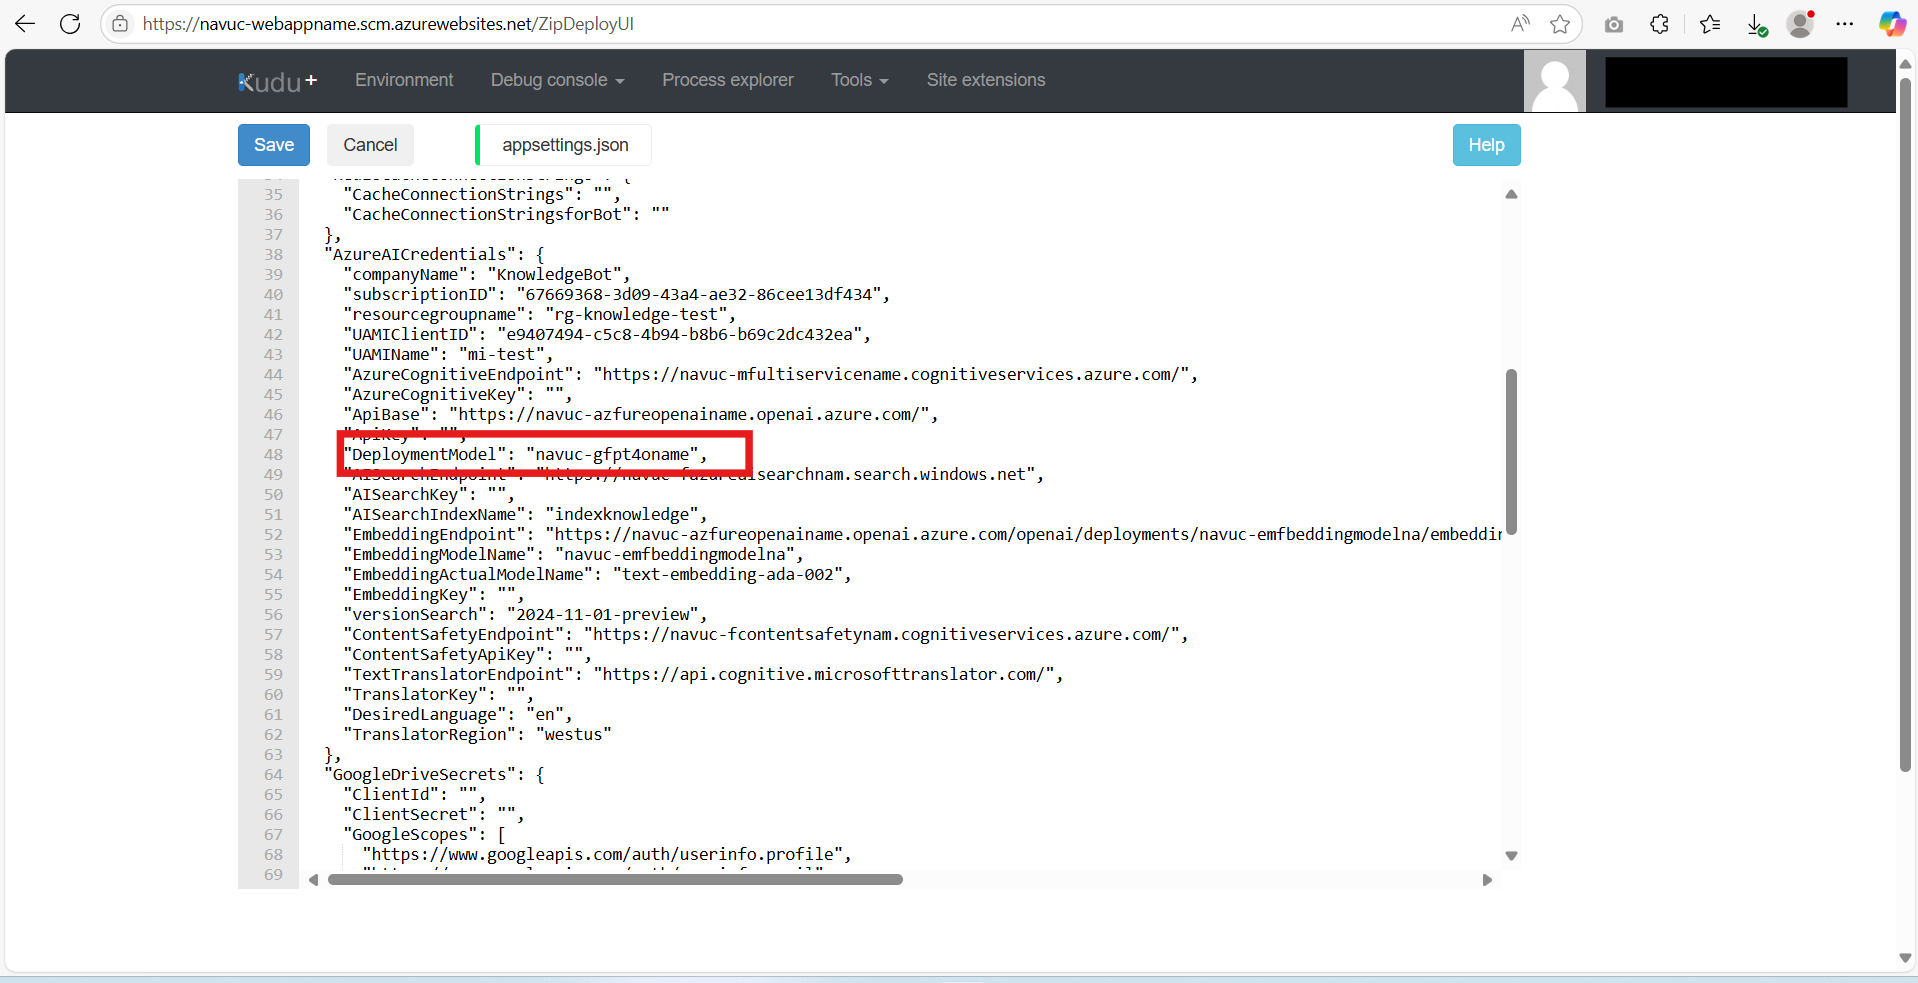 https://navuc-webappname.scm.azurewebsites.net/ZipDeployUI
Kudu+ Environment Debug console Process explorer Tools Site extensions
Save Cancel appsettings.json Help
35 "CacheConnectionStrings": "",
36 "CacheConnectionStringsforBot": ""
37 },
38 "AzureAICredentials": {
39 "companyName": "KnowledgeBot",
40 "subscriptionID": "67669368-3d09-43a4-ae32-86cee13df434",
41 "resourcegroupname": "rg-knowledge-test",
42 "UAMIClientID": "e9407494-c5c8-4b94-b8b6-b69c2dc432ea",
43 "UAMIName": "mi-test",
44 "AzureCognitiveEndpoint": "https://navuc-mfultiservicename.cognitiveservices.azure.com/",
45 "AzureCognitiveKey": "",
46 "ApiBase": "https://navuc-azfureopenainame.openai.azure.com/",
47 "ApiKey": "",
48 "DeploymentModel": "navuc-gfpt4oname",
49 "AISearchEndpoint": "https://navuc-fazureaisearchnam.search.windows.net",
50 "AISearchKey": "",
51 "AISearchIndexName": "indexknowledge",
52 "EmbeddingEndpoint": "https://navuc-azfureopenainame.openai.azure.com/openai/deployments/navuc-emfbeddingmodelna/embeddin
53 "EmbeddingModelName": "navuc-emfbeddingmodelna",
54 "EmbeddingActualModelName": "text-embedding-ada-002",
55 "EmbeddingKey": "",
56 "versionSearch": "2024-11-01-preview",
57 "ContentSafetyEndpoint": "https://navuc-fcontentsafetynam.cognitiveservices.azure.com/",
58 "ContentSafetyApiKey": "",
59 "TextTranslatorEndpoint": "https://api.cognitive.microsofttranslator.com/",
60 "TranslatorKey": "",
61 "DesiredLanguage": "en",
62 "TranslatorRegion": "westus"
63 },
64 "GoogleDriveSecrets": {
65 "ClientId": "",
66 "ClientSecret": "",
67 "GoogleScopes": [
68 "https://www.googleapis.com/auth/userinfo.profile",
69